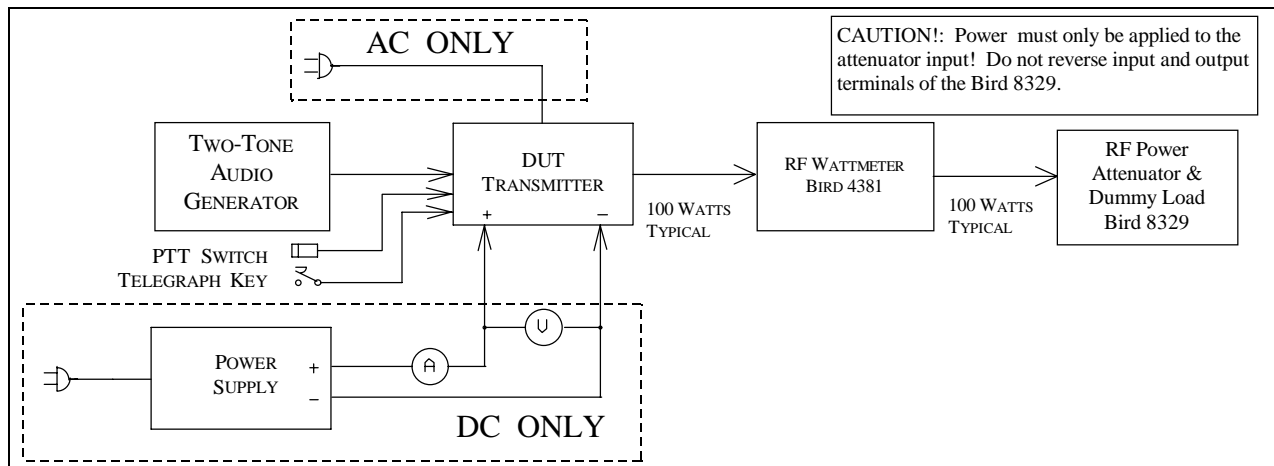 AC ONLY
CAUTION!: Power must only be applied to the
attenuator input! Do not reverse input and output
terminals of the Bird 8329.
TWO-TONE
AUDIO
GENERATOR
DUT
TRANSMITTER
+ −
RF WATTMETER
BIRD 4381
RF Power
Attenuator &
Dummy Load
Bird 8329
100 WATTS
TYPICAL
100 WATTS
TYPICAL
PTT SWITCH
TELEGRAPH KEY
V
A
POWER
SUPPLY
+
−
DC ONLY